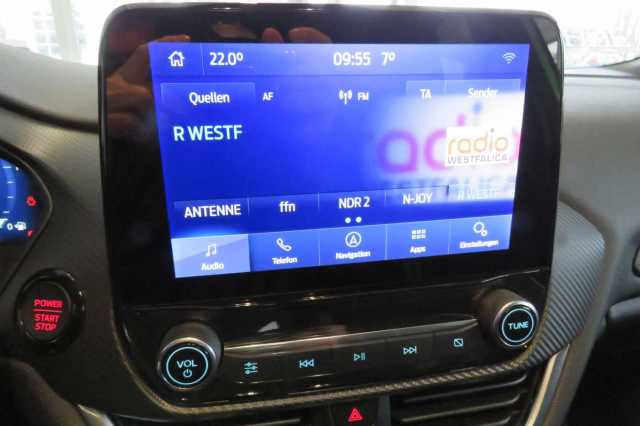 22.0° 09:55 7°
Quellen AF FM TA Sender
R WESTF
radio
WESTFALICA
ANTENNE ffn NDR 2 N-JOY R WESTF
Audio Telefon Navigation Apps Einstellungen
POWER
START
STOP
VOL
TUNE